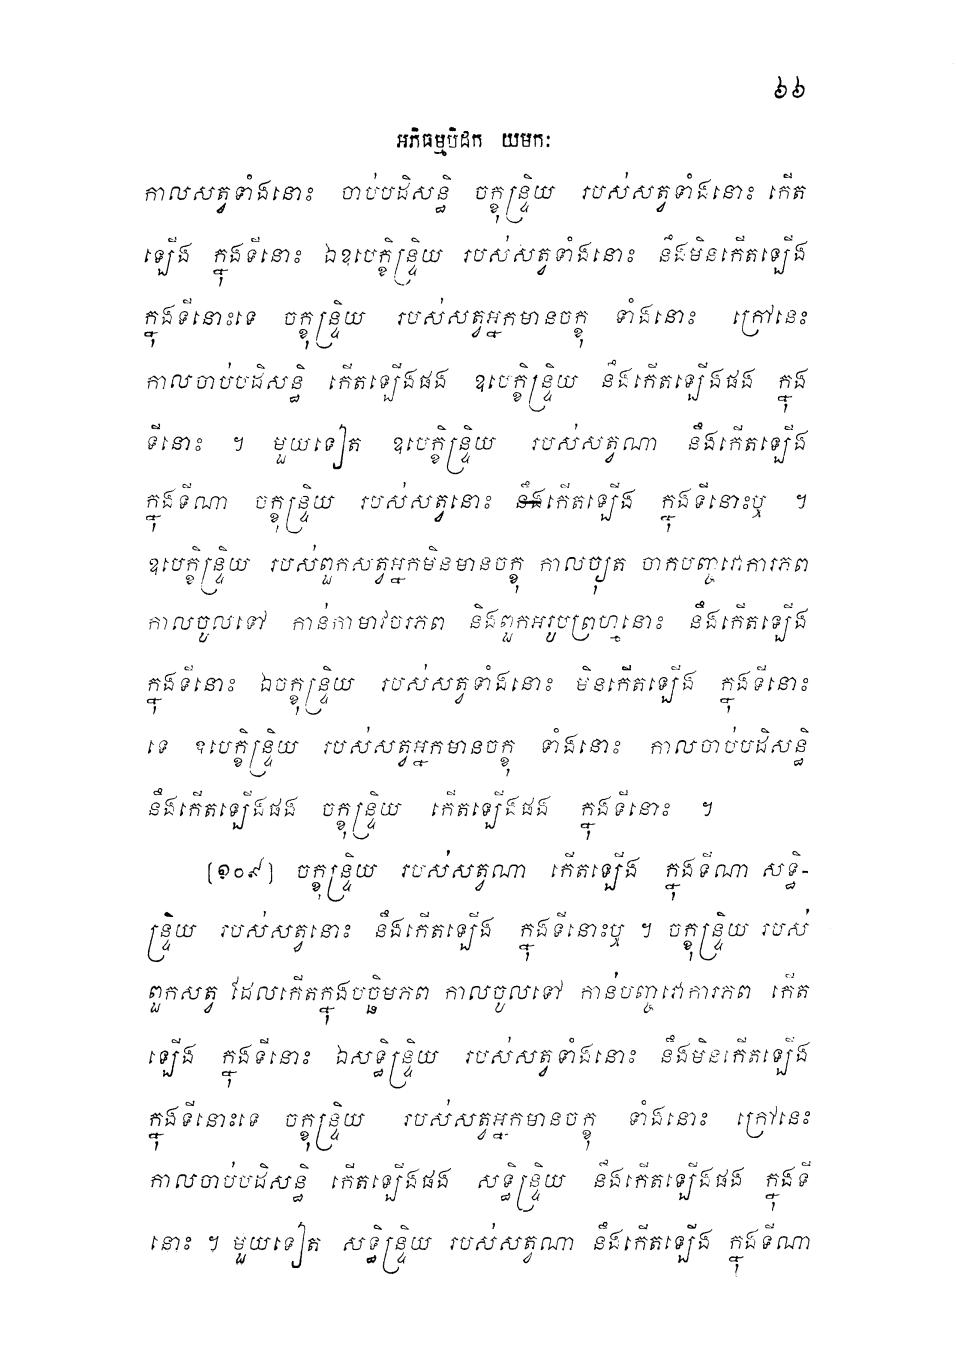 ៦៦
អភិធម្មបិដក យមកៈ
កាលសត្វទាំងនោះ ចាប់បដិសន្ធិ ចក្ខុន្ទ្រិយ របស់សត្វទាំងនោះ កើត
ឡើង ក្នុងទីនោះ ឯឧបេក្ខិន្ទ្រិយ របស់សត្វទាំងនោះ នឹងមិនកើតឡើង
ក្នុងទីនោះទេ ចក្ខុន្ទ្រិយ របស់សត្វអ្នកមានចក្ខុ ទាំងនោះ ក្រៅនេះ
កាលចាប់បដិសន្ធិ កើតឡើងផង ឧបេក្ខិន្ទ្រិយ នឹងកើតឡើងផង ក្នុង
ទីនោះ ។ មួយទៀត ឧបេក្ខិន្ទ្រិយ របស់សត្វណា នឹងកើតឡើង
ក្នុងទីណា ចក្ខុន្ទ្រិយ របស់សត្វនោះ នឹងកើតឡើង ក្នុងទីនោះឬ ។
ឧបេក្ខិន្ទ្រិយ របស់ពួកសត្វអ្នកមិនមានចក្ខុ កាលច្យុត ចាកបញ្ចវោការភព
កាលចូលទៅ កាន់កាមាវចរភព និងពួកអរូបព្រហ្មនោះ នឹងកើតឡើង
ក្នុងទីនោះ ឯចក្ខុន្ទ្រិយ របស់សត្វទាំងនោះ មិនកើតឡើង ក្នុងទីនោះ
ទេ ឧបេក្ខិន្ទ្រិយ របស់សត្វអ្នកមានចក្ខុ ទាំងនោះ កាលចាប់បដិសន្ធិ
នឹងកើតឡើងផង ចក្ខុន្ទ្រិយ កើតឡើងផង ក្នុងទីនោះ ។
[១០៩] ចក្ខុន្ទ្រិយ របស់សត្វណា កើតឡើង ក្នុងទីណា សទ្ធិ-
ន្ទ្រិយ របស់សត្វនោះ នឹងកើតឡើង ក្នុងទីនោះឬ ។ ចក្ខុន្ទ្រិយ របស់
ពួកសត្វ ដែលកើតក្នុងបច្ឆិមភព កាលចូលទៅ កាន់បញ្ចវោការភព កើត
ឡើង ក្នុងទីនោះ ឯសទ្ធិន្ទ្រិយ របស់សត្វទាំងនោះ នឹងមិនកើតឡើង
ក្នុងទីនោះទេ ចក្ខុន្ទ្រិយ របស់សត្វអ្នកមានចក្ខុ ទាំងនោះ ក្រៅនេះ
កាលចាប់បដិសន្ធិ កើតឡើងផង សទ្ធិន្ទ្រិយ នឹងកើតឡើងផង ក្នុងទី
នោះ ។ មួយទៀត សទ្ធិន្ទ្រិយ របស់សត្វណា នឹងកើតឡើង ក្នុងទីណា